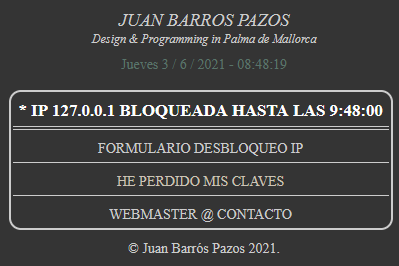 JUAN BARROS PAZOS
Design & Programming in Palma de Mallorca
Jueves 3 / 6 / 2021 - 08:48:19
* IP 127.0.0.1 BLOQUEADA HASTA LAS 9:48:00
FORMULARIO DESBLOQUEO IP
HE PERDIDO MIS CLAVES
WEBMASTER @ CONTACTO
© Juan Barrós Pazos 2021.